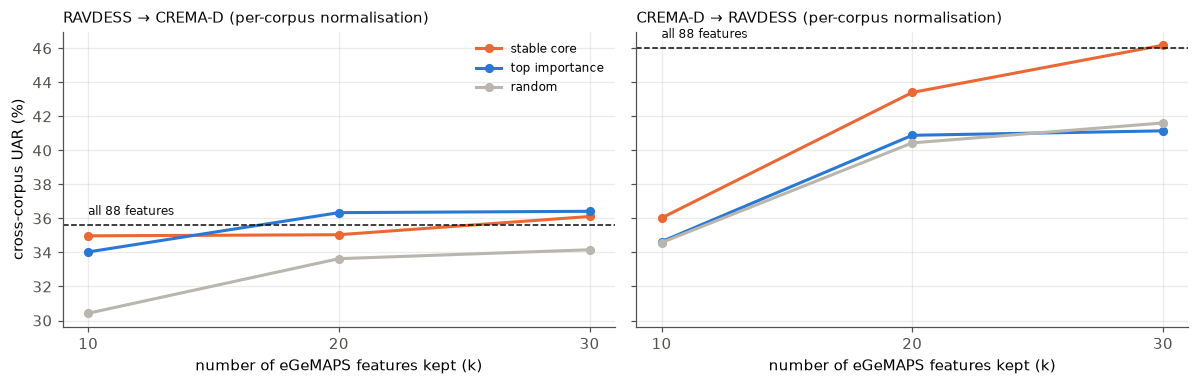 RAVDESS → CREMA-D (per-corpus normalisation)
cross-corpus UAR (%)
46
44
42
40
38
36
34
32
30
all 88 features
stable core
top importance
random
10
20
30
number of eGeMAPS features kept (k)
CREMA-D → RAVDESS (per-corpus normalisation)
all 88 features
10
20
30
number of eGeMAPS features kept (k)